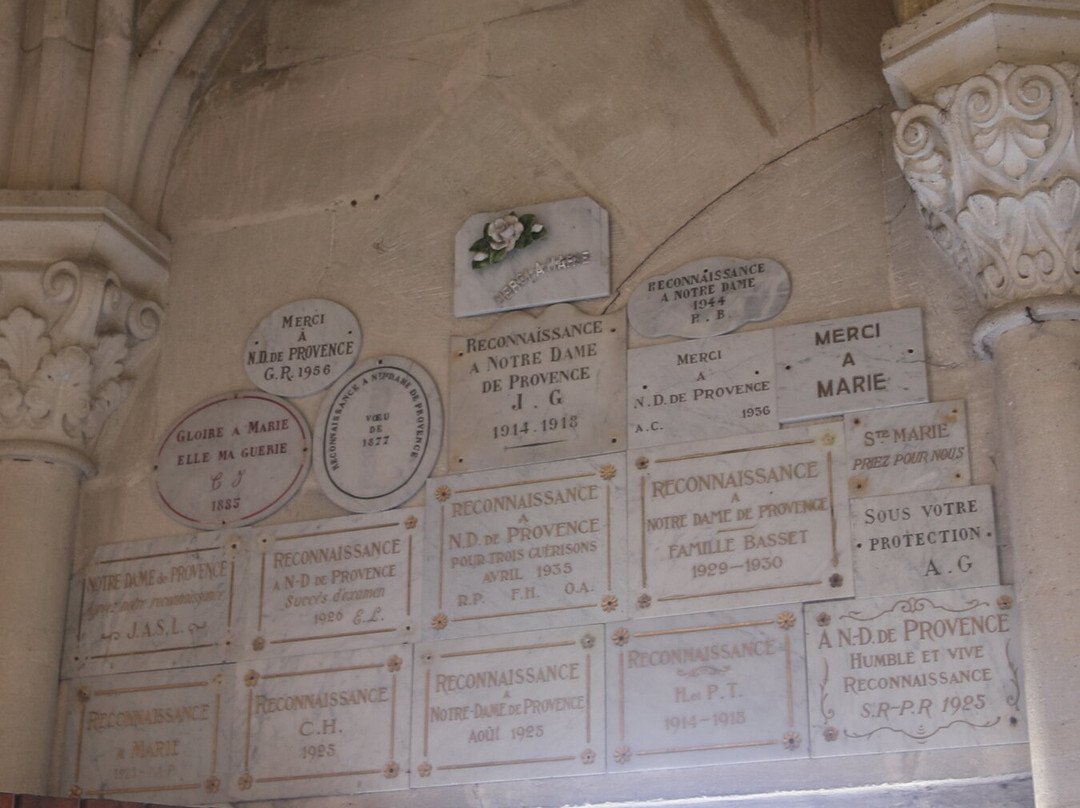 MERCI A MARIE
RECONNAISSANCE
A NOTRE DAME
1944
R. B.
MERCI
À
N.D. DE PROVENCE
G.R. 1956
RECONNAISSANCE
A NOTRE DAME
DE PROVENCE
J. G
1914-1918
MERCI
A
N.D. DE PROVENCE
1956
A.C.
MERCI
A
MARIE
GLOIRE A MARIE
ELLE MA GUERIE
1885
RECONNAISSANCE A DE PROVENCE
VŒU
DE
1877
STE MARIE
PRIEZ POUR NOUS
RECONNAISSANCE
A
N.D. DE PROVENCE
POUR TROIS GUÉRISONS
AVRIL 1935
R.P. F.H. O.A.
RECONNAISSANCE
A
NOTRE DAME DE PROVENCE
FAMILLE BASSET
1929-1930
SOUS VOTRE
PROTECTION
A.G
NOTRE DAME DE PROVENCE
notre reconnaissance
J.A.S.L.
RECONNAISSANCE
A N-D DE PROVENCE
Succés d'examen
1926 E.L.
RECONNAISSANCE
A MARIE
RECONNAISSANCE
C.H.
1925
RECONNAISSANCE
A
NOTRE-DAME DE PROVENCE
AOÛT 1925
RECONNAISSANCE
H. et P.T.
1914-1918
A N-D. DE PROVENCE
HUMBLE ET VIVE
RECONNAISSANCE
S.R-P.R 1925